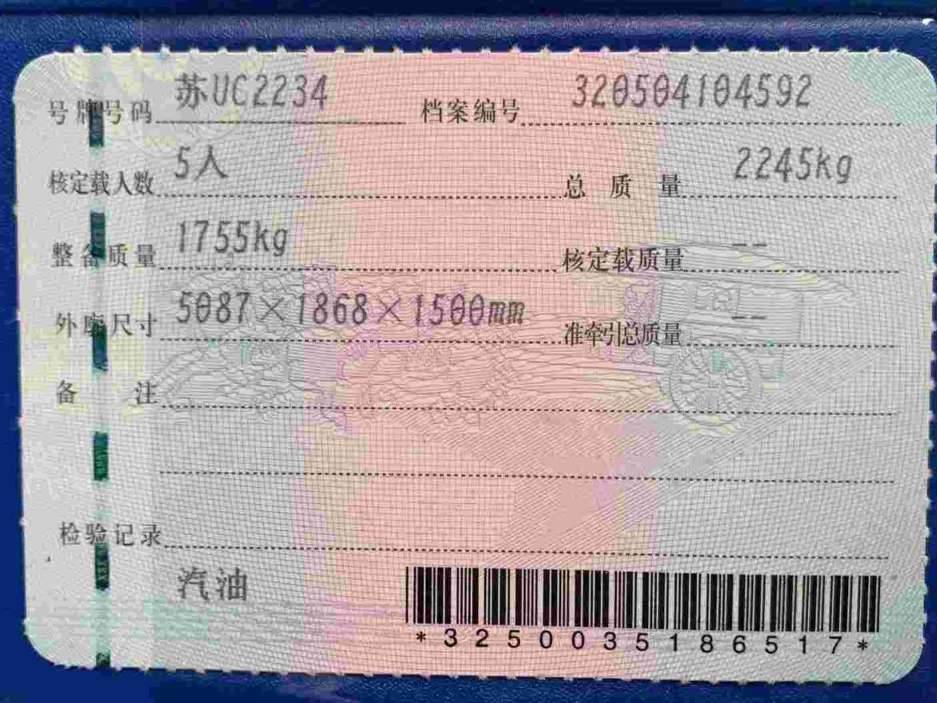 号牌号码 苏UC2234 档案编号 320504104592
核定载人数 5人 总质量 2245kg
整备质量 1755kg 核定载质量 --
外廓尺寸 5087×1868×1500mm 准牵引总质量 --
备注
检验记录
汽油
*3250035186517*